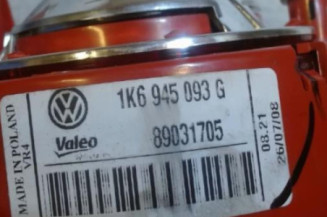 1K6 945 093 G
Valeo
89031705
MADE IN POLAND
VR4
08.21
26/07/08